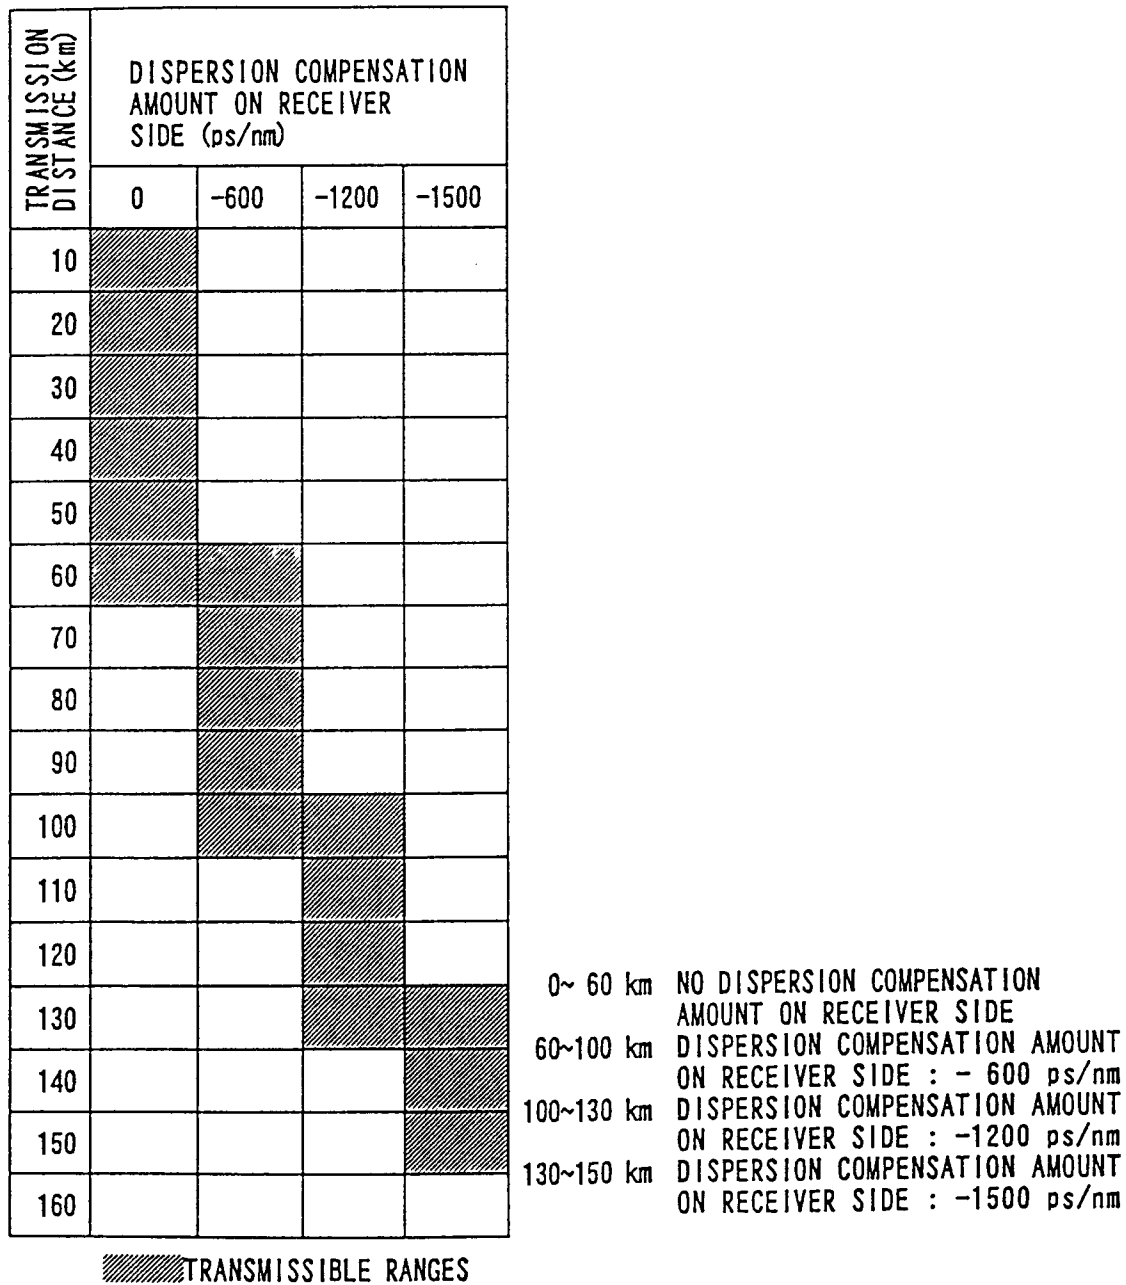 TRANSMISSION
DISTANCE (km)
DISPERSION COMPENSATION
AMOUNT ON RECEIVER
SIDE (ps/nm)
0 -600 -1200 -1500
10
20
30
40
50
60
70
80
90
100
110
120
130
140
150
160
0~ 60 km NO DISPERSION COMPENSATION
AMOUNT ON RECEIVER SIDE
60~100 km DISPERSION COMPENSATION AMOUNT
ON RECEIVER SIDE : - 600 ps/nm
100~130 km DISPERSION COMPENSATION AMOUNT
ON RECEIVER SIDE : -1200 ps/nm
130~150 km DISPERSION COMPENSATION AMOUNT
ON RECEIVER SIDE : -1500 ps/nm
TRANSMISSIBLE RANGES